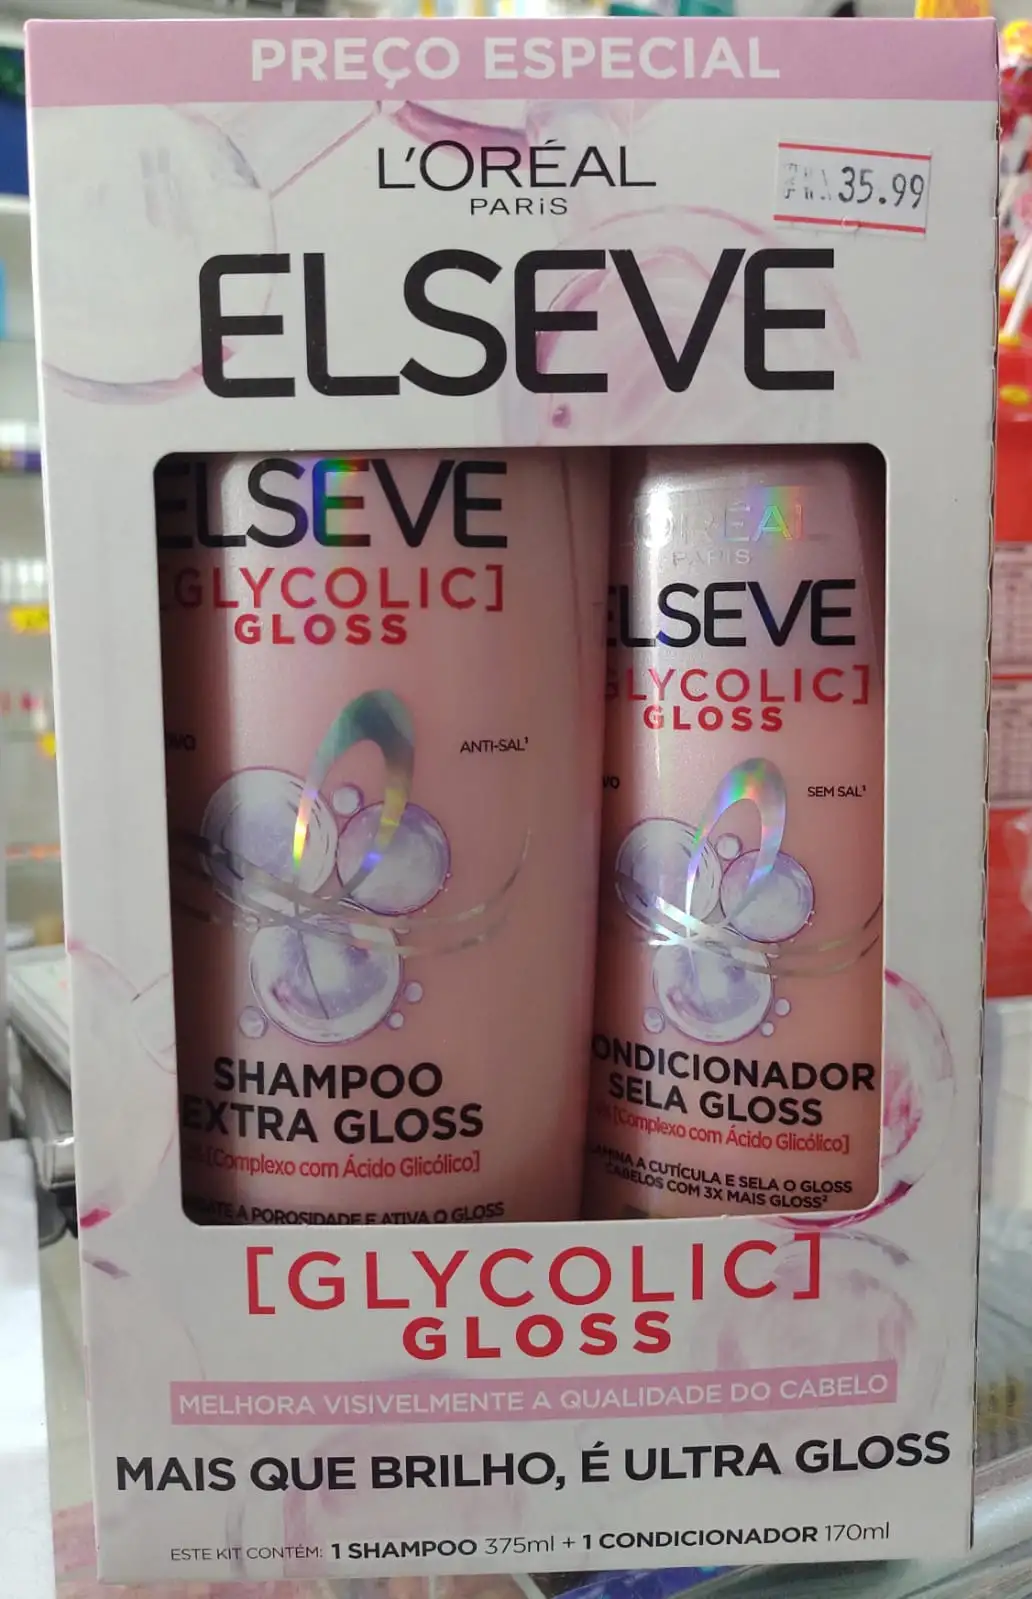 PREÇO ESPECIAL
L'ORÉAL
PARiS
35.99
ELSEVE
ELSEVE
[GLYCOLIC]
GLOSS
ANTI-SAL¹
SHAMPOO
EXTRA GLOSS
[Complexo com Ácido Glicólico]
A POROSIDADE E ATIVA O GLOSS
L'ORÉAL
PARIS
ELSEVE
GLYCOLIC]
GLOSS
SEM SAL¹
CONDICIONADOR
SELA GLOSS
[Complexo com Ácido Glicólico]
A CUTÍCULA E SELA O GLOSS
CABELOS COM 3X MAIS GLOSS²
[GLYCOLIC]
GLOSS
MELHORA VISIVELMENTE A QUALIDADE DO CABELO
MAIS QUE BRILHO, É ULTRA GLOSS
ESTE KIT CONTÉM: 1 SHAMPOO 375ml + 1 CONDICIONADOR 170ml